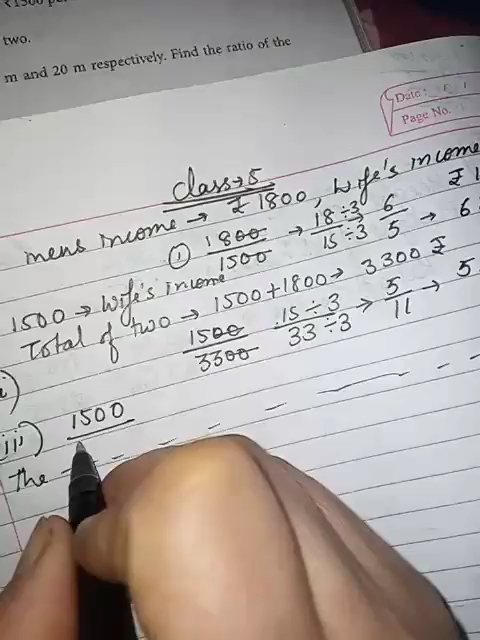 two.
m and 20 m respectively. Find the ratio of the
Date:
Page No.
Class→5
mens income → ₹1800, Wife's income
① 1800/1500 → 18÷3/15÷3 → 6/5 → 6
1500 → Wife's income
Total of two → 1500+1800 → 3300 ₹
1500/3300 15÷3/33÷3 → 5/11 → 5
iii) 1500
The